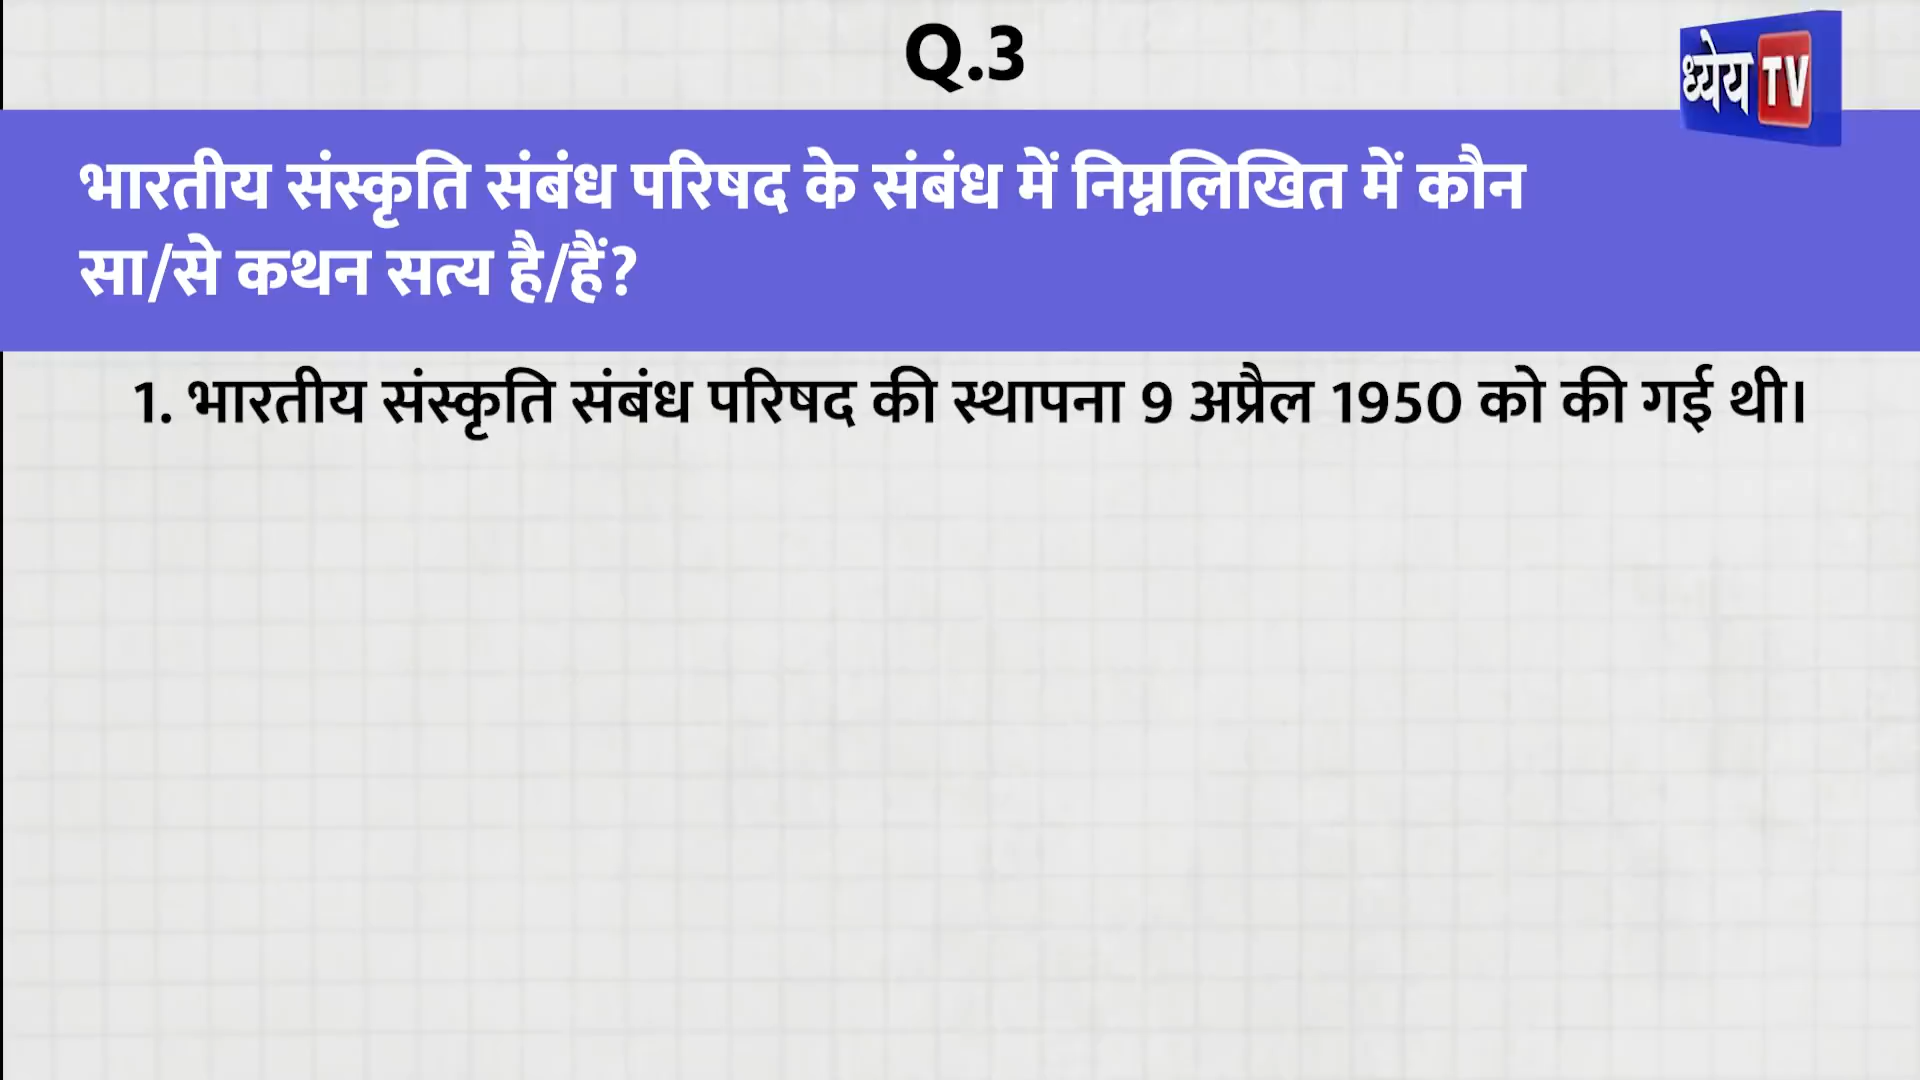 Q.3
ध्येय TV
भारतीय संस्कृति संबंध परिषद के संबंध में निम्नलिखित में कौन
सा/से कथन सत्य है/हैं?
1. भारतीय संस्कृति संबंध परिषद की स्थापना 9 अप्रैल 1950 को की गई थी।